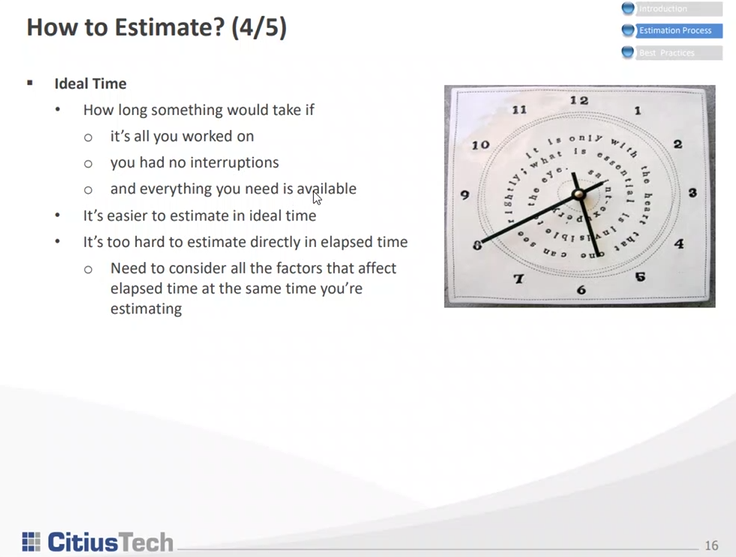 How to Estimate? (4/5)
Introduction
Estimation Process
Best Practices
Ideal Time
How long something would take if
it's all you worked on
you had no interruptions
and everything you need is available
It's easier to estimate in ideal time
It's too hard to estimate directly in elapsed time
Need to consider all the factors that affect
elapsed time at the same time you're
estimating
12
1
2
3
4
5
6
7
8
9
10
11
it is only with the heart that one can see
rightly; what is essential is invisible to
the eye.
CitiusTech
16